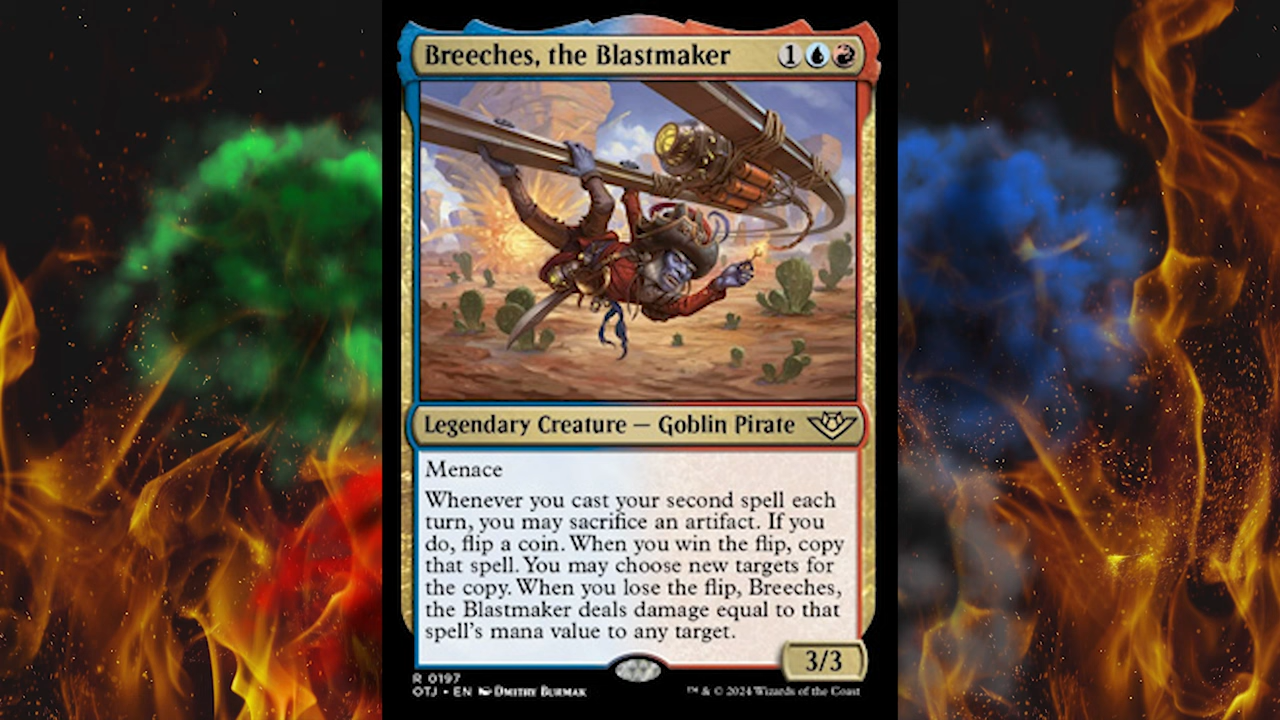 Breeches, the Blastmaker 1
Legendary Creature — Goblin Pirate
Menace
Whenever you cast your second spell each
turn, you may sacrifice an artifact. If you
do, flip a coin. When you win the flip, copy
that spell. You may choose new targets for
the copy. When you lose the flip, Breeches,
the Blastmaker deals damage equal to that
spell's mana value to any target.
3/3
R 0197
OTJ • EN Dmitry Burmak
™ & © 2024 Wizards of the Coast